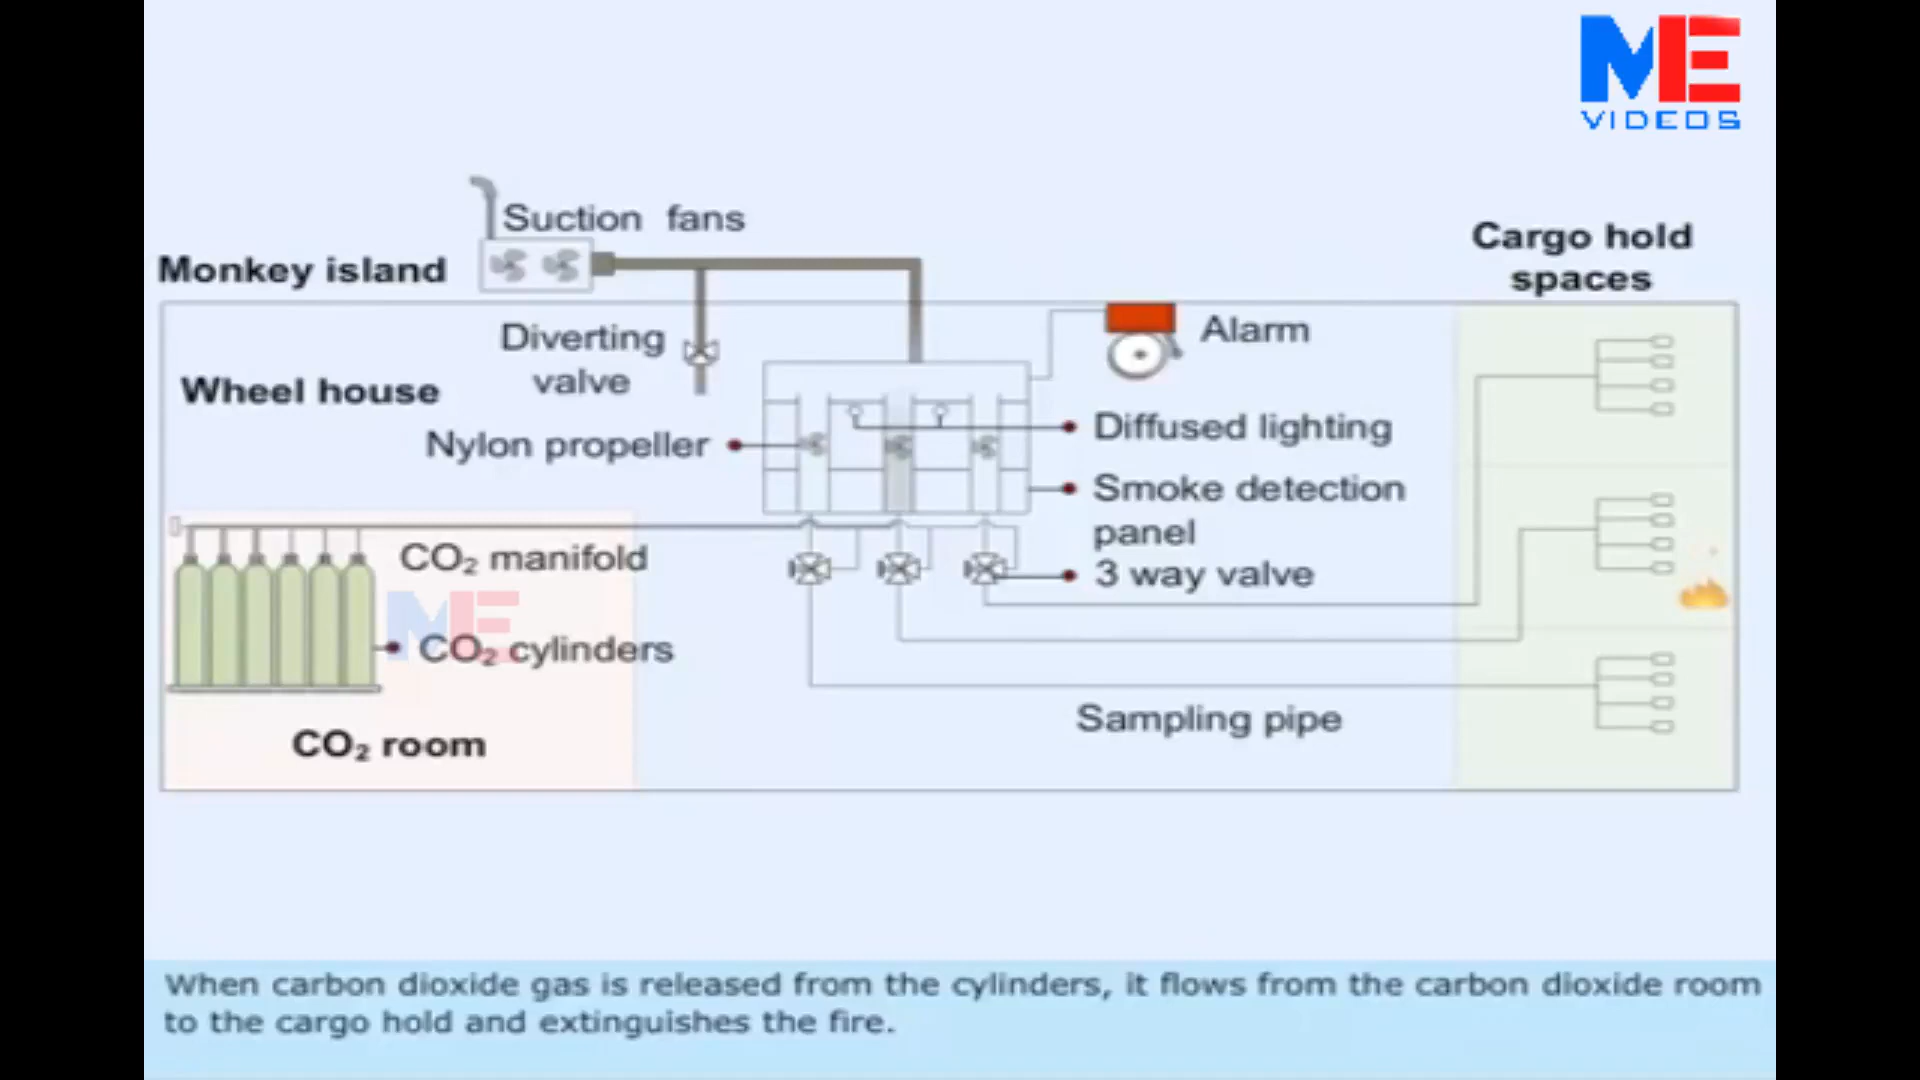 ME
VIDEOS
Suction fans
Monkey island
Cargo hold
spaces
Diverting
valve
Alarm
Wheel house
Nylon propeller
Diffused lighting
Smoke detection
panel
CO₂ manifold
3 way valve
ME
CO₂ cylinders
Sampling pipe
CO₂ room
When carbon dioxide gas is released from the cylinders, it flows from the carbon dioxide room
to the cargo hold and extinguishes the fire.